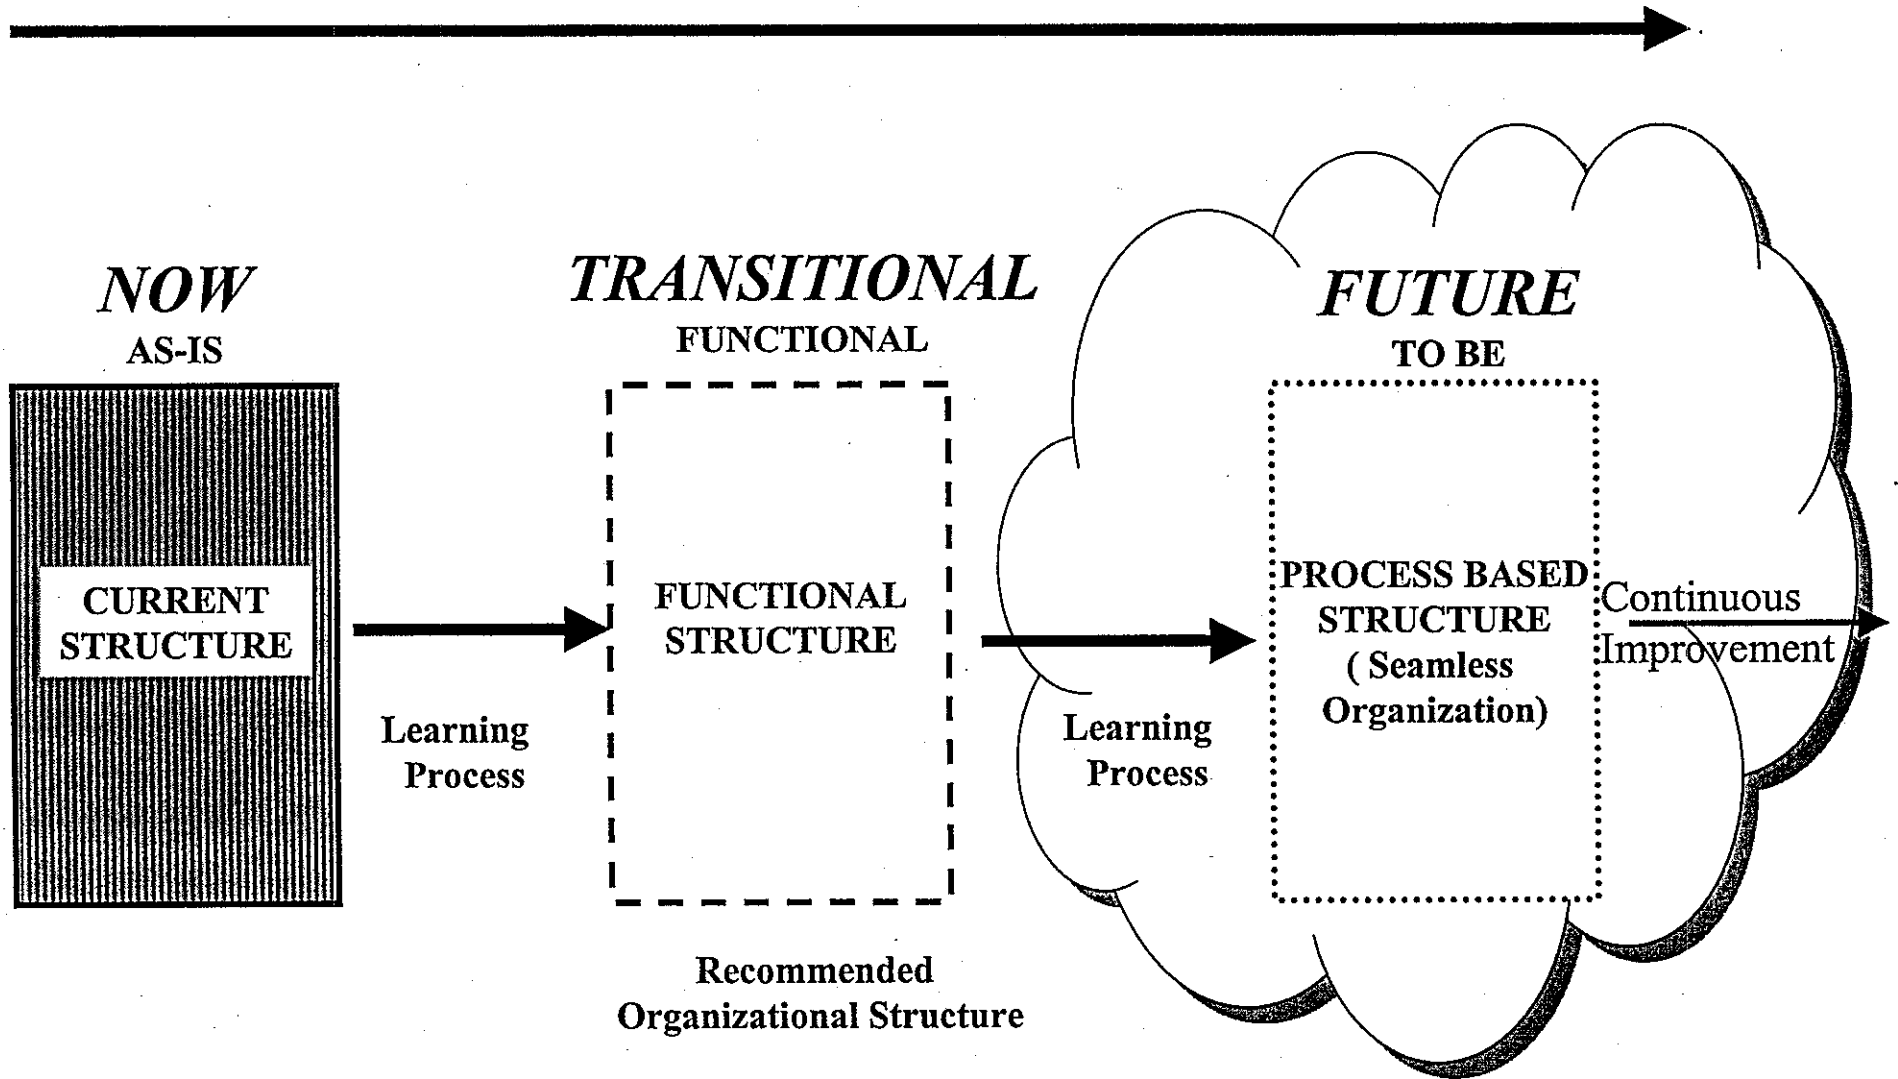 NOW
AS-IS
CURRENT
STRUCTURE
Learning
Process
TRANSITIONAL
FUNCTIONAL
FUNCTIONAL
STRUCTURE
Recommended
Organizational Structure
Learning
Process
FUTURE
TO BE
PROCESS BASED
STRUCTURE
( Seamless
Organization)
Continuous
Improvement